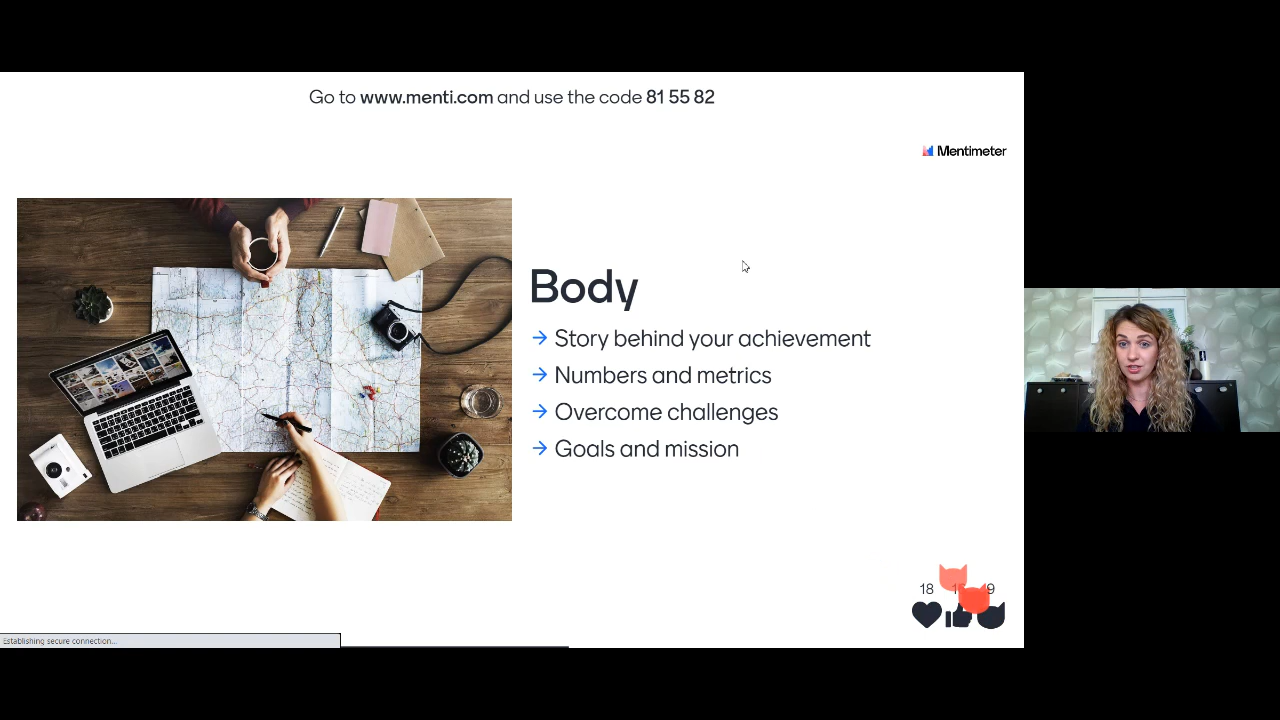 Go to www.menti.com and use the code 81 55 82
Mentimeter
Body
→ Story behind your achievement
→ Numbers and metrics
→ Overcome challenges
→ Goals and mission
18
Establishing secure connection...